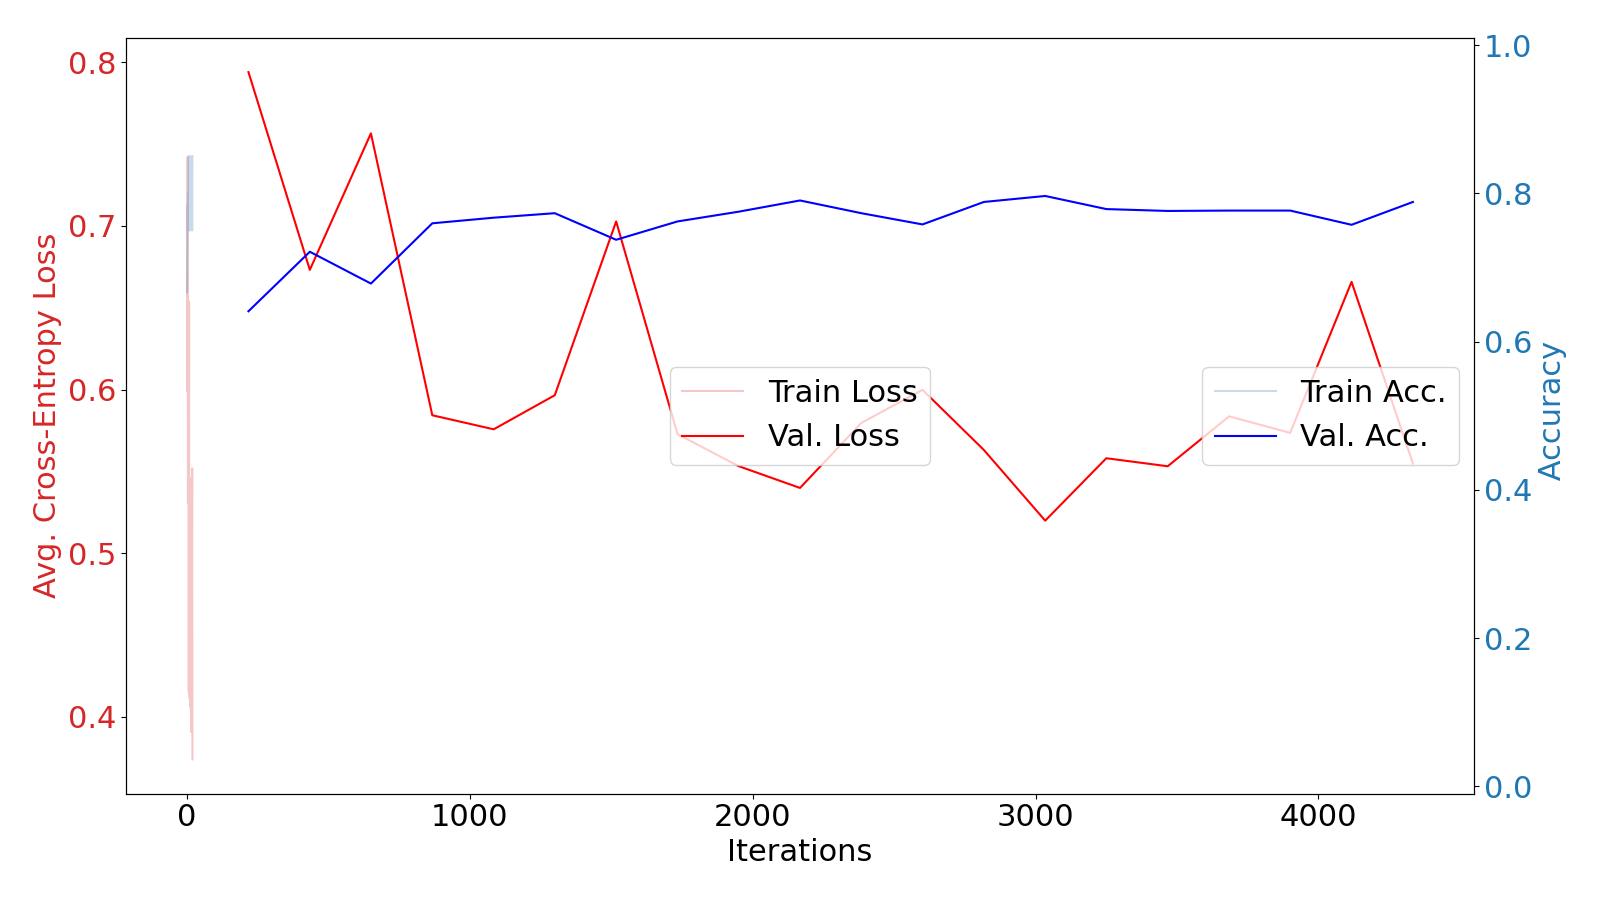 0.8
0.7
0.6
0.5
0.4
Avg. Cross-Entropy Loss
1.0
0.8
0.6
0.4
0.2
0.0
Accuracy
Train Loss
Val. Loss
Train Acc.
Val. Acc.
0 1000 2000 3000 4000
Iterations